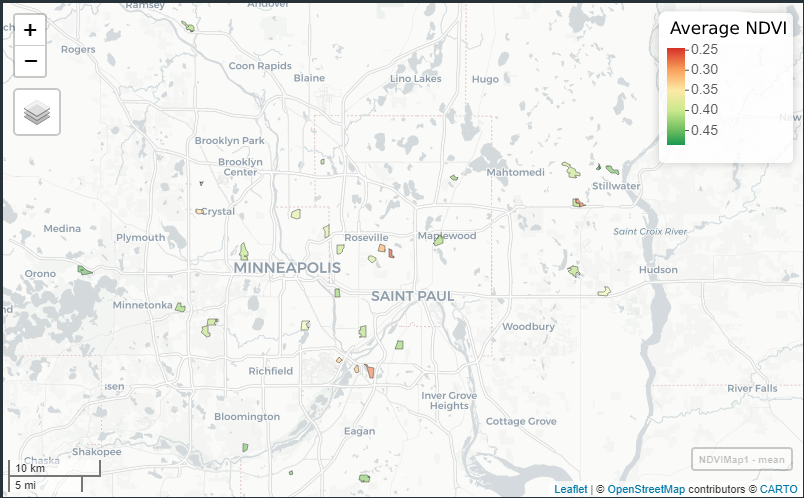 Ramsey
Andover
+
Rogers
−
Coon Rapids
Blaine
Lino Lakes
Hugo
Average NDVI
0.25
0.30
0.35
0.40
0.45
New
Brooklyn Park
Brooklyn
Center
Mahtomedi
Stillwater
Crystal
Medina
Plymouth
Roseville
Maplewood
Saint Croix River
Orono
MINNEAPOLIS
Hudson
Minnetonka
SAINT PAUL
Woodbury
Richfield
River Falls
Inver Grove
Heights
Bloomington
Cottage Grove
Eagan
Shakopee
Chaska
NDVIMap1 - mean
10 km
5 mi
Leaflet | © OpenStreetMap contributors © CARTO